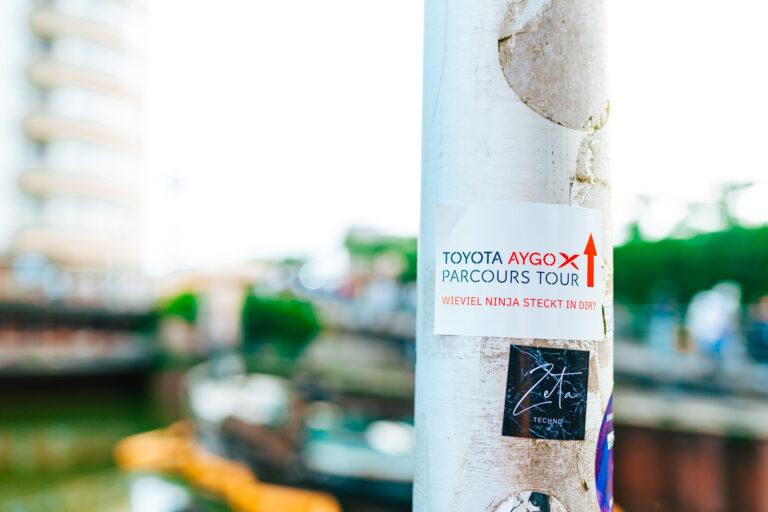 TOYOTA AYGO X
PARCOURS TOUR
WIEVIEL NINJA STECKT IN DIR?
Zeta
TECHNO